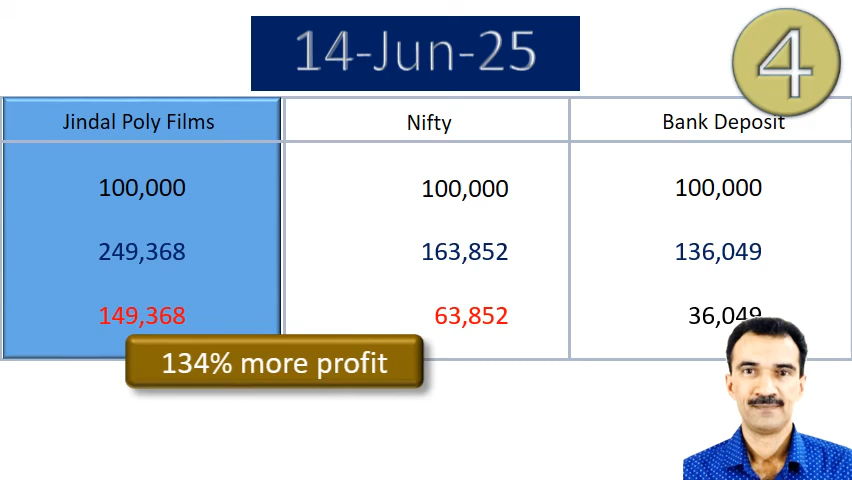 14-Jun-25
4
Jindal Poly Films Nifty Bank Deposit
100,000 100,000 100,000
249,368 163,852 136,049
149,368 63,852 36,049
134% more profit